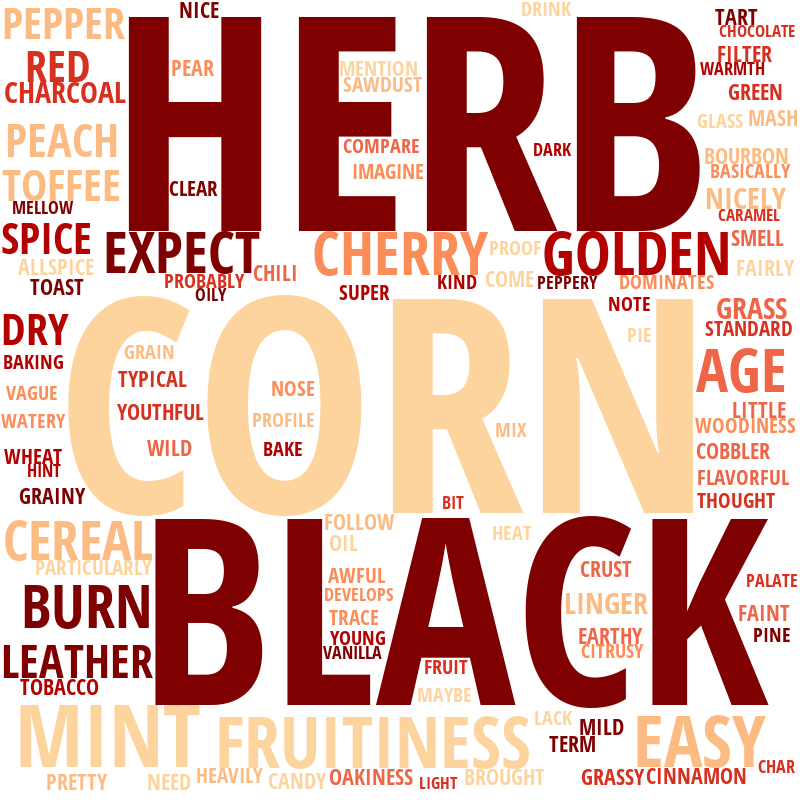 NICE
DRINK
PEPPER
HERB
TART
CHOCOLATE
RED
PEAR
MENTION
FILTER
SAWDUST
WARMTH
CHARCOAL
GREEN
PEACH
GLASS
MASH
COMPARE
DARK
BOURBON
IMAGINE
BASICALLY
TOFFEE
CLEAR
NICELY
MELLOW
CARAMEL
SPICE
EXPECT
CHERRY
PROOF
GOLDEN
SMELL
ALLSPICE
FAIRLY
PROBABLY
CHILI
COME
KIND
PEPPERY
DOMINATES
TOAST
OILY
SUPER
NOTE
GRASS
DRY
CORN
PIE
STANDARD
BAKING
GRAIN
AGE
TYPICAL
VAGUE
NOSE
YOUTHFUL
LITTLE
WATERY
PROFILE
MIX
WOODINESS
WILD
BAKE
COBBLER
WHEAT
HINT
FLAVORFUL
GRAINY
BIT
THOUGHT
CEREAL
BLACK
FOLLOW
HEAT
OIL
PARTICULARLY
AWFUL
CRUST
PALATE
DEVELOPS
BURN
LINGER
FAINT
TRACE
YOUNG
EARTHY
PINE
VANILLA
CITRUSY
LEATHER
FRUIT
TOBACCO
MAYBE
MINT
FRUITINESS
LACK
MILD
EASY
TERM
PRETTY
NEED
HEAVILY
CANDY
OAKINESS
LIGHT
BROUGHT
GRASSY
CINNAMON
CHAR